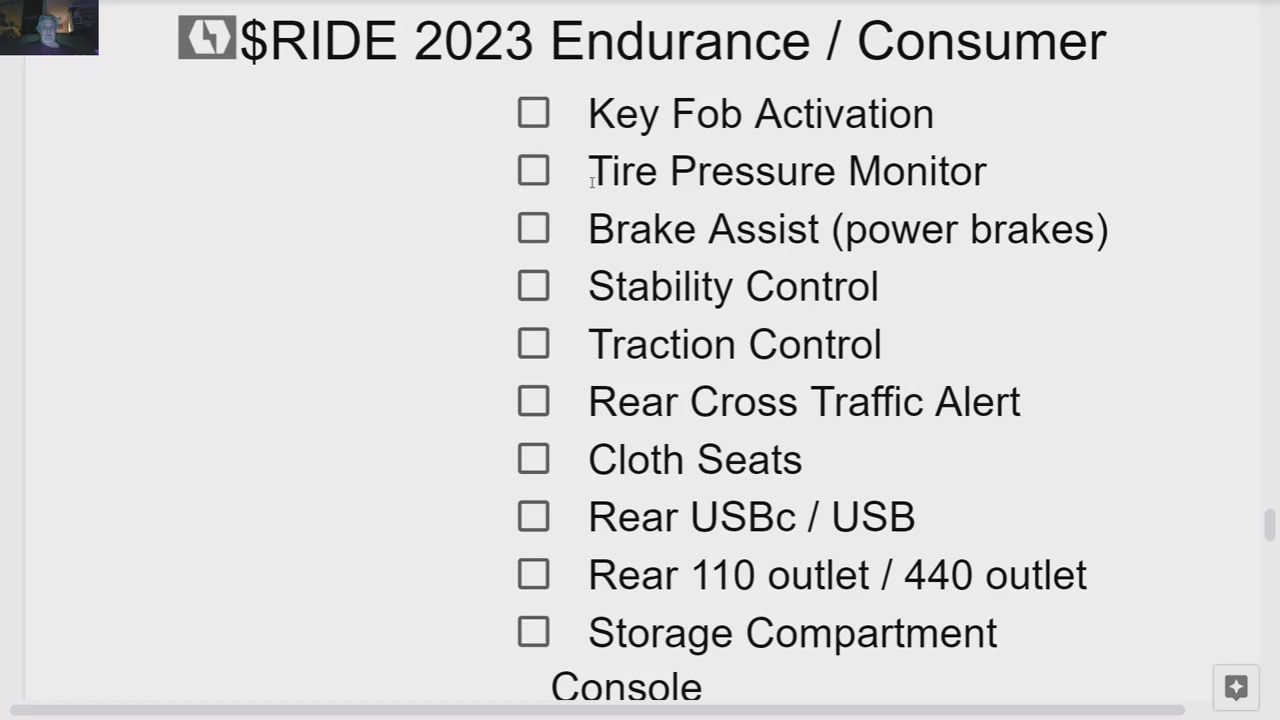 $RIDE 2023 Endurance / Consumer
Key Fob Activation
Tire Pressure Monitor
Brake Assist (power brakes)
Stability Control
Traction Control
Rear Cross Traffic Alert
Cloth Seats
Rear USBc / USB
Rear 110 outlet / 440 outlet
Storage Compartment
Console